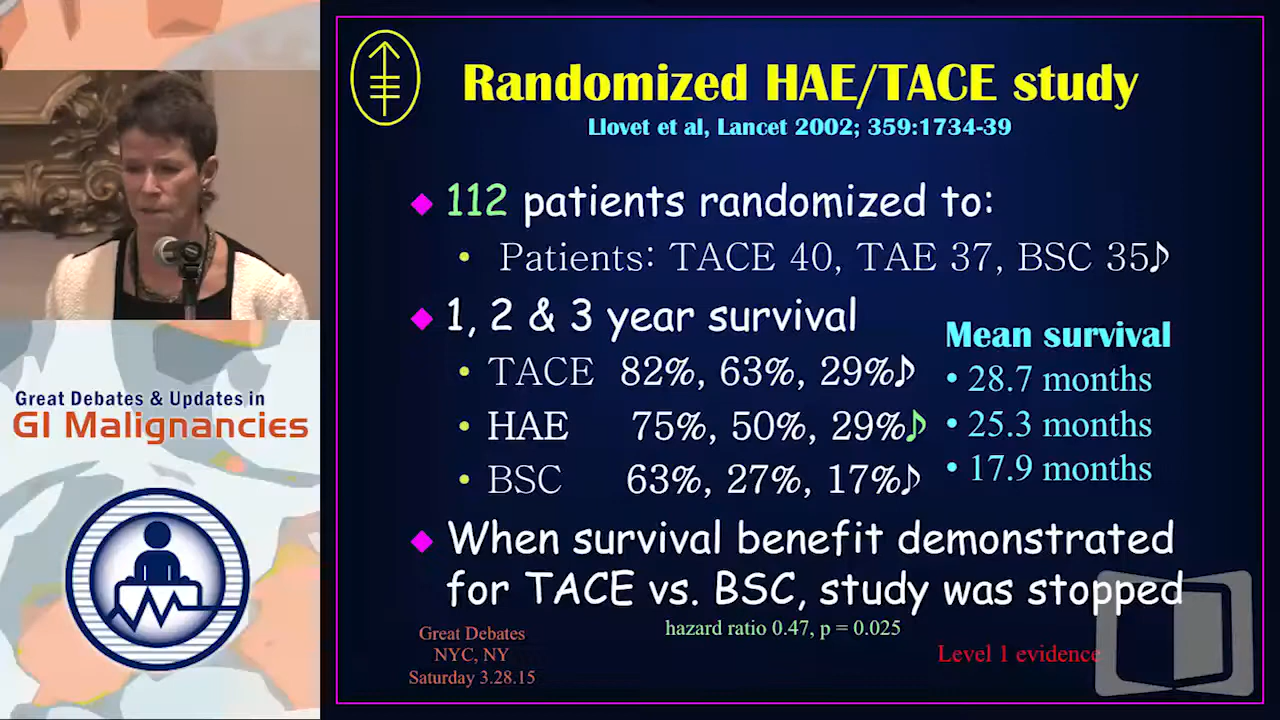 Randomized HAE/TACE study
Llovet et al, Lancet 2002; 359:1734-39
112 patients randomized to:
Patients: TACE 40, TAE 37, BSC 35♪
1, 2 & 3 year survival
TACE 82%, 63%, 29%♪
HAE 75%, 50%, 29%♪
BSC 63%, 27%, 17%♪
Mean survival
• 28.7 months
• 25.3 months
• 17.9 months
When survival benefit demonstrated
for TACE vs. BSC, study was stopped
hazard ratio 0.47, p = 0.025
Great Debates
NYC, NY
Saturday 3.28.15
Level 1 evidence
Great Debates & Updates in
GI Malignancies